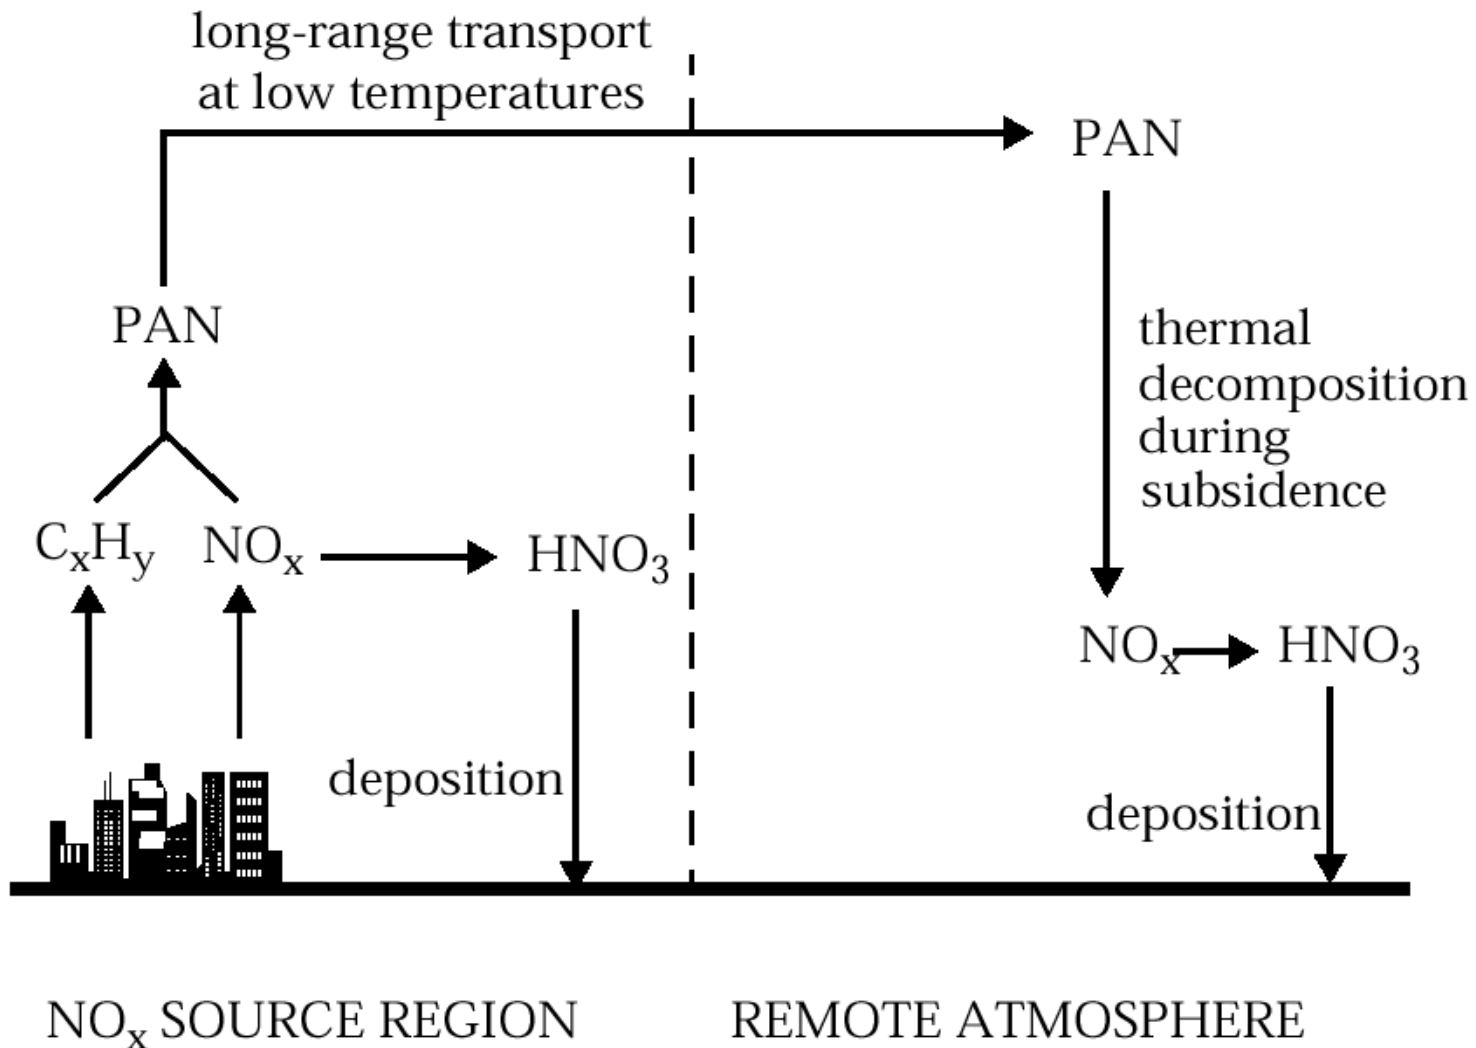 long-range transport
at low temperatures
PAN
PAN
thermal
decomposition
during
subsidence
CₓHᵧ
NOₓ
HNO₃
NOₓ
HNO₃
deposition
deposition
NOₓ SOURCE REGION
REMOTE ATMOSPHERE